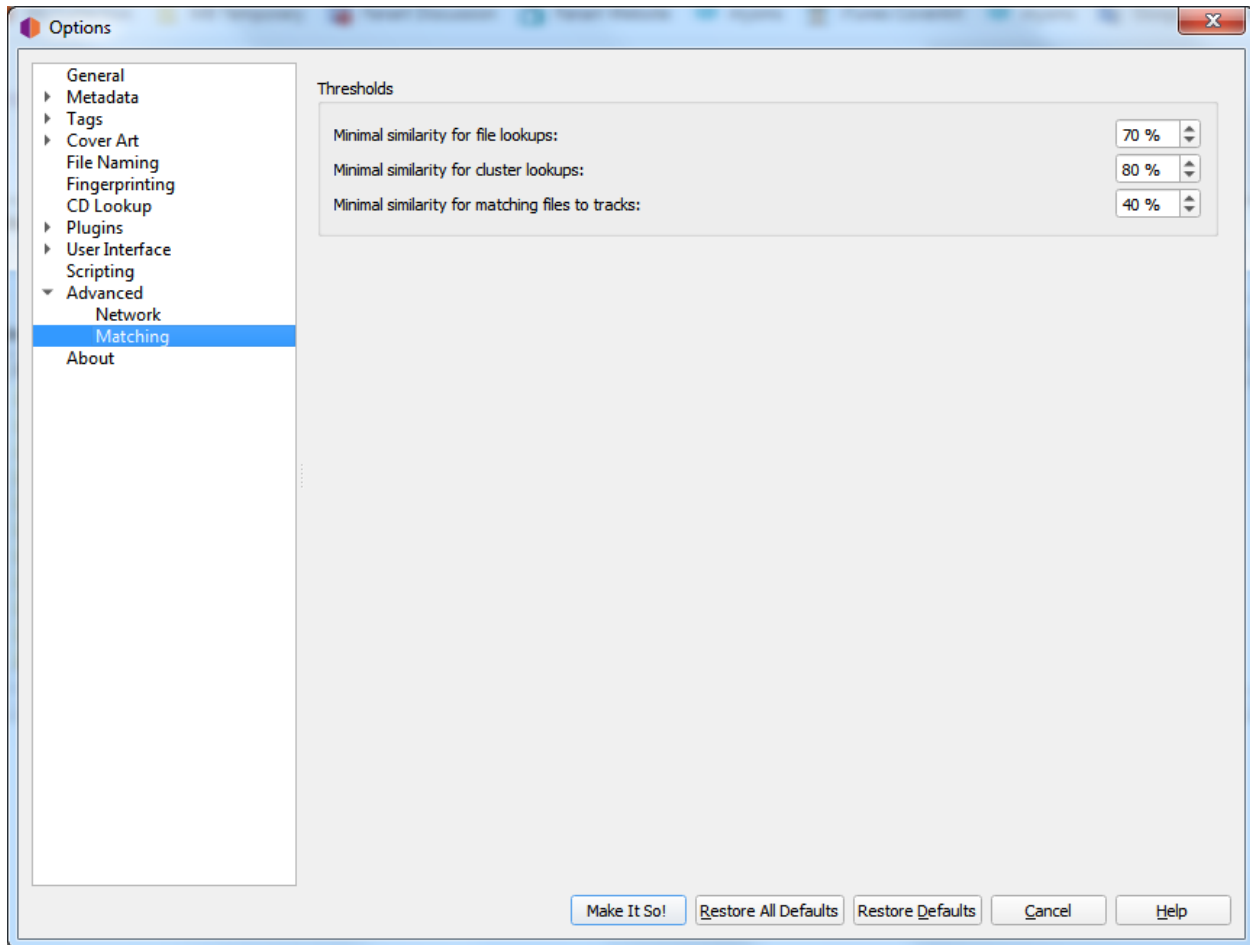 Options
General
Metadata
Tags
Cover Art
File Naming
Fingerprinting
CD Lookup
Plugins
User Interface
Scripting
Advanced
Network
Matching
About
Thresholds
Minimal similarity for file lookups: 70 %
Minimal similarity for cluster lookups: 80 %
Minimal similarity for matching files to tracks: 40 %
Make It So! Restore All Defaults Restore Defaults Cancel Help